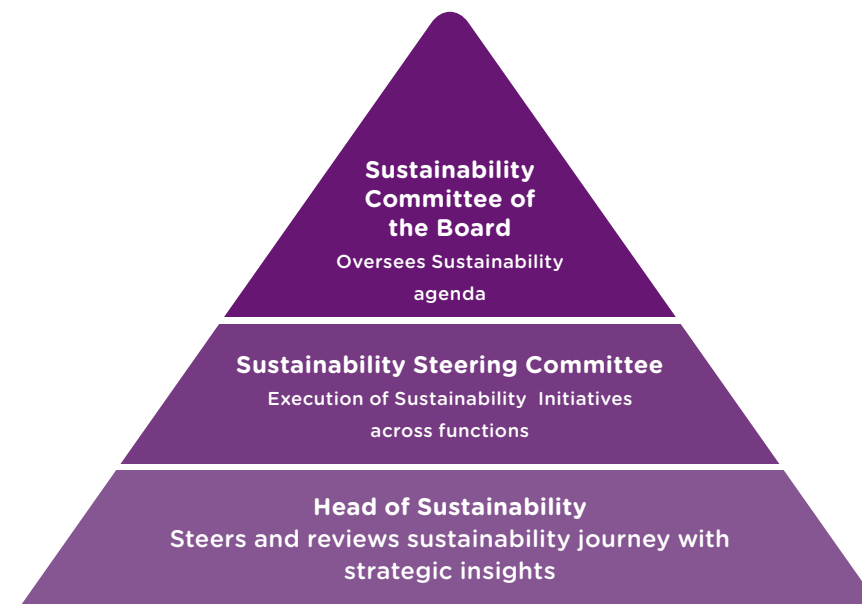 Sustainability
Committee of
the Board
Oversees Sustainability
agenda
Sustainability Steering Committee
Execution of Sustainability Initiatives
across functions
Head of Sustainability
Steers and reviews sustainability journey with
strategic insights